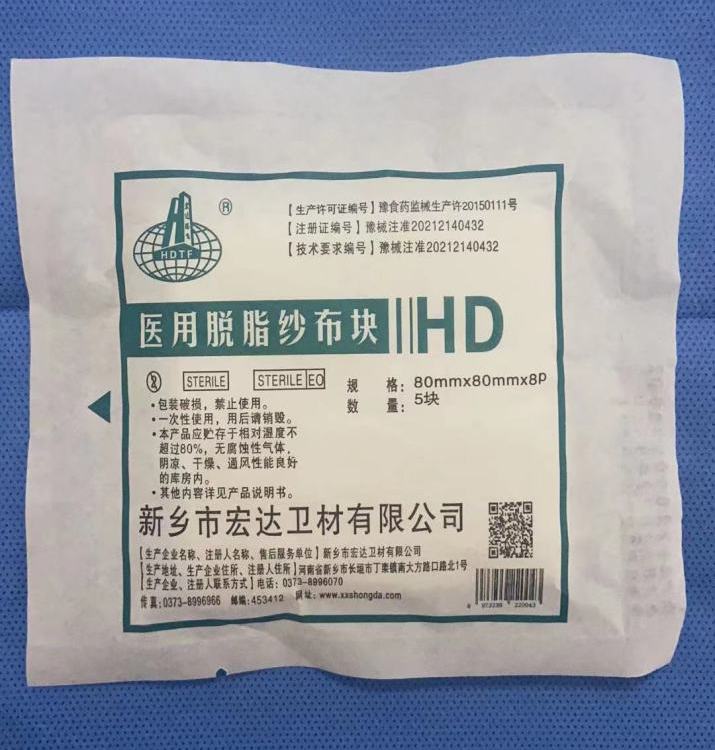 宏达腾飞
HDTF
®
【生产许可证编号】豫食药监械生产许20150111号
【注册证编号】豫械注准20212140432
【技术要求编号】豫械注准20212140432
医用脱脂纱布块
HD
STERILE
STERILE EO
规 格：80mmx80mmx8p
数 量：5块
•包装破损，禁止使用。
•一次性使用，用后请销毁。
•本产品应贮存于相对湿度不
超过80%，无腐蚀性气体，
阴凉、干燥、通风性能良好
的库房内。
•其他内容详见产品说明书。
新乡市宏达卫材有限公司
【生产企业名称、注册人名称、售后服务单位】新乡市宏达卫材有限公司
【生产地址、生产企业住所、注册人住所】河南省新乡市长垣市丁栾镇南大方路口路北1号
【生产企业、注册人联系方式】电话：0373-8996070
传真:0373-8996966 邮编:453412 网址：www.xxshongda.com